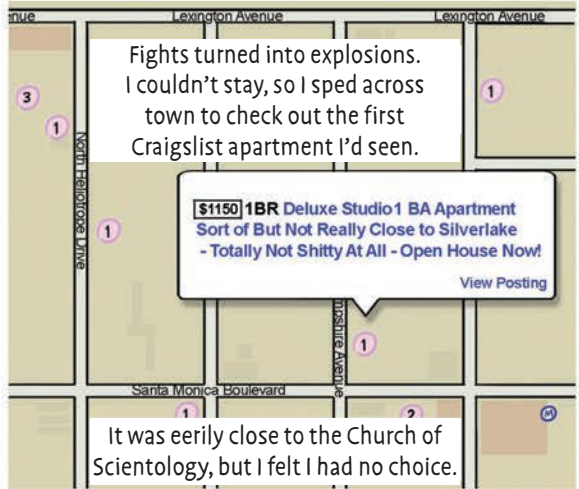 enue
Lexington Avenue
Lexington Avenue
Fights turned into explosions.
I couldn't stay, so I sped across
town to check out the first
Craigslist apartment I'd seen.
3
1
1
North Heliotrope Drive
1
$1150 1BR Deluxe Studio1 BA Apartment
Sort of But Not Really Close to Silverlake
- Totally Not Shitty At All - Open House Now!
View Posting
mpshire Avenue
1
Santa Monica Boulevard
1
2
M
It was eerily close to the Church of
Scientology, but I felt I had no choice.